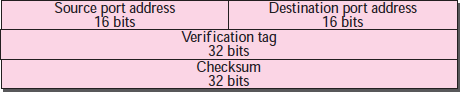 Source port address Destination port address
16 bits 16 bits
Verification tag
32 bits
Checksum
32 bits